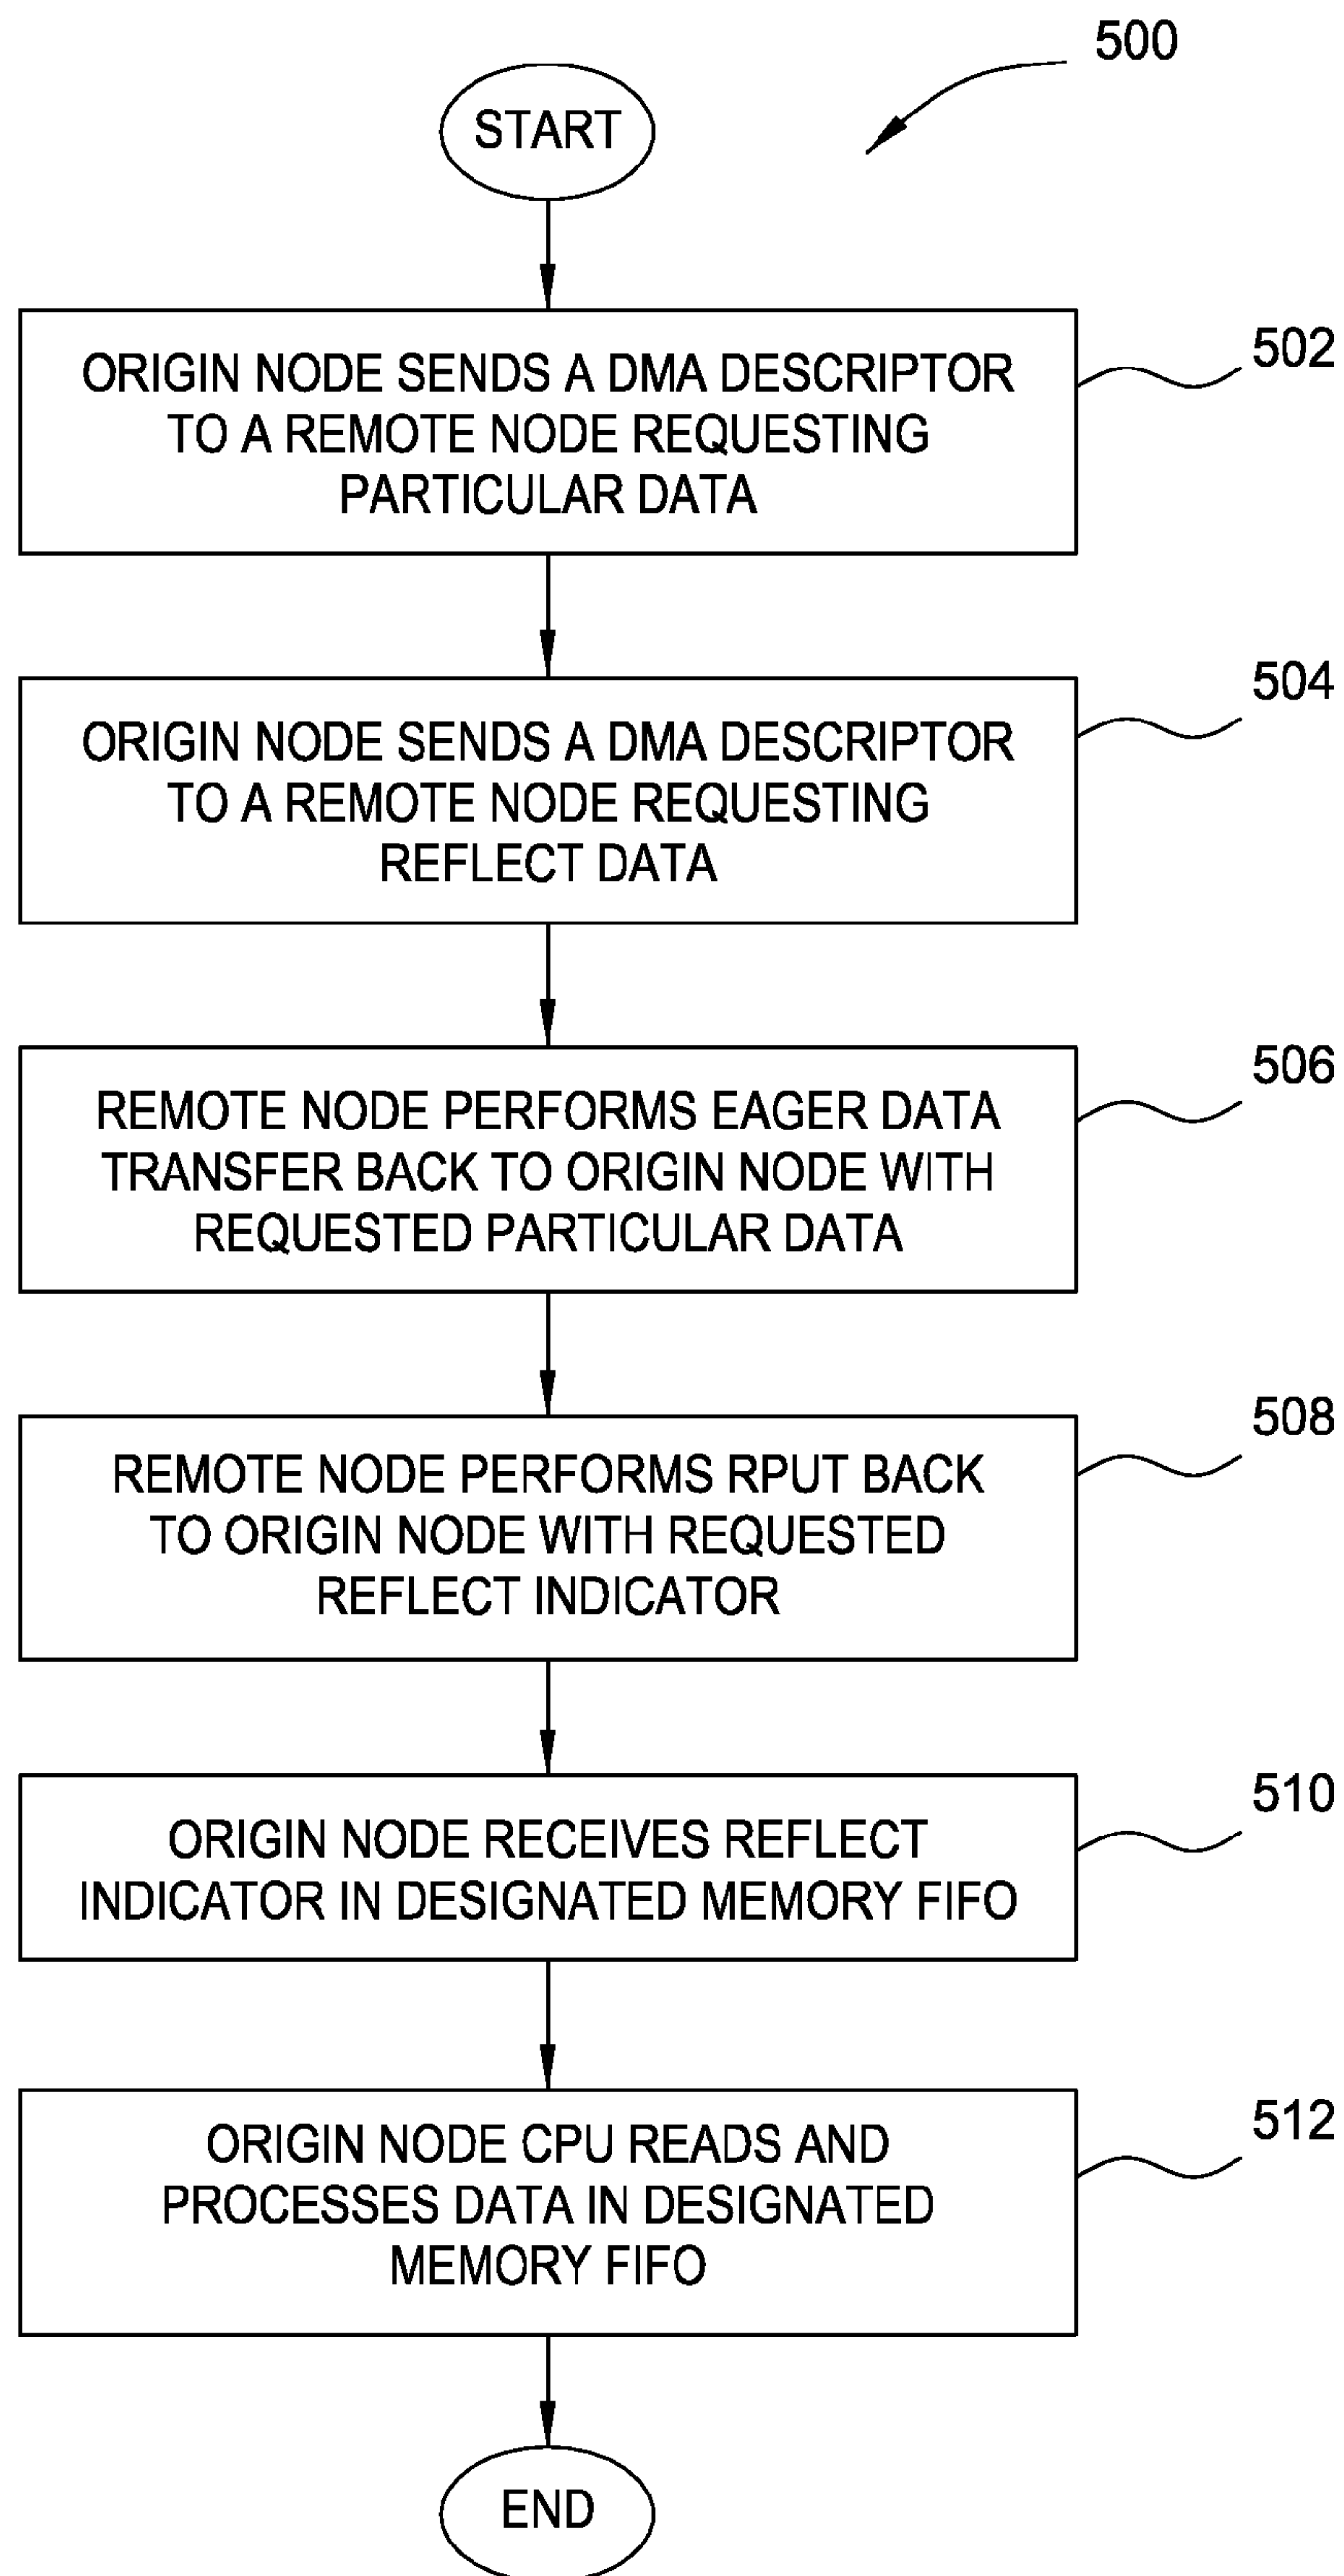 500
START
ORIGIN NODE SENDS A DMA DESCRIPTOR
TO A REMOTE NODE REQUESTING
PARTICULAR DATA
502
ORIGIN NODE SENDS A DMA DESCRIPTOR
TO A REMOTE NODE REQUESTING
REFLECT DATA
504
REMOTE NODE PERFORMS EAGER DATA
TRANSFER BACK TO ORIGIN NODE WITH
REQUESTED PARTICULAR DATA
506
REMOTE NODE PERFORMS RPUT BACK
TO ORIGIN NODE WITH REQUESTED
REFLECT INDICATOR
508
ORIGIN NODE RECEIVES REFLECT
INDICATOR IN DESIGNATED MEMORY FIFO
510
ORIGIN NODE CPU READS AND
PROCESSES DATA IN DESIGNATED
MEMORY FIFO
512
END